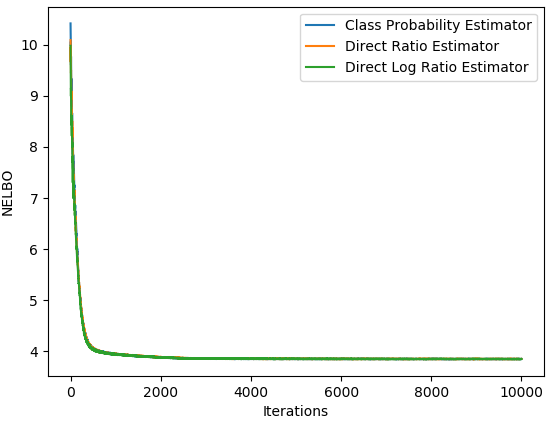 Class Probability Estimator
Direct Ratio Estimator
Direct Log Ratio Estimator
10
9
8
7
6
5
4
NELBO
0
2000
4000
6000
8000
10000
Iterations